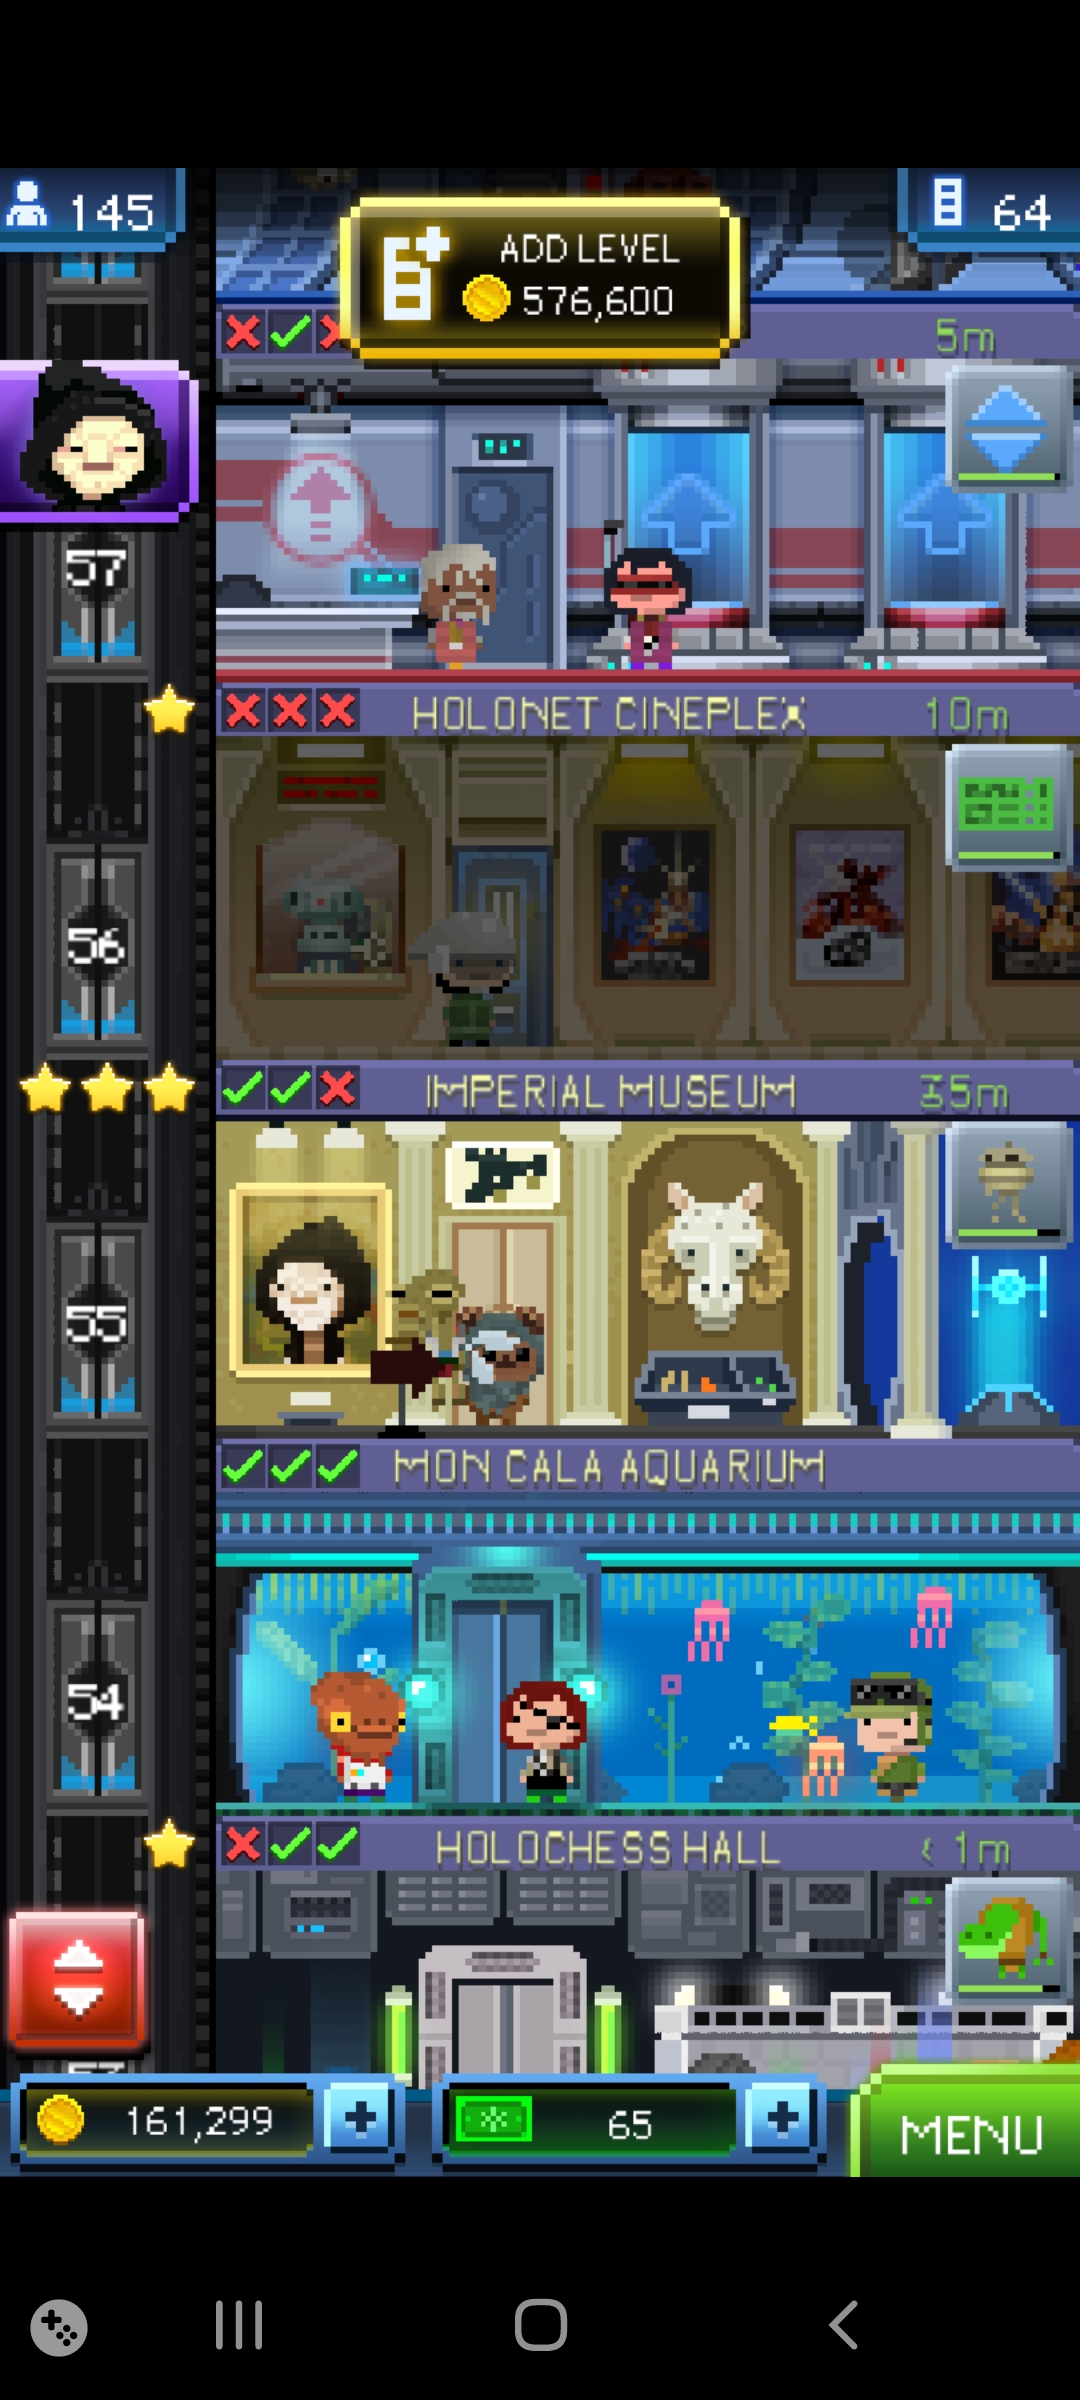 145
64
ADD LEVEL
576,600
5m
57
HOLONET CINEPLEX
10m
56
IMPERIAL MUSEUM
35m
55
MON CALA AQUARIUM
54
HOLOCHESS HALL
< 1m
161,299
65
MENU